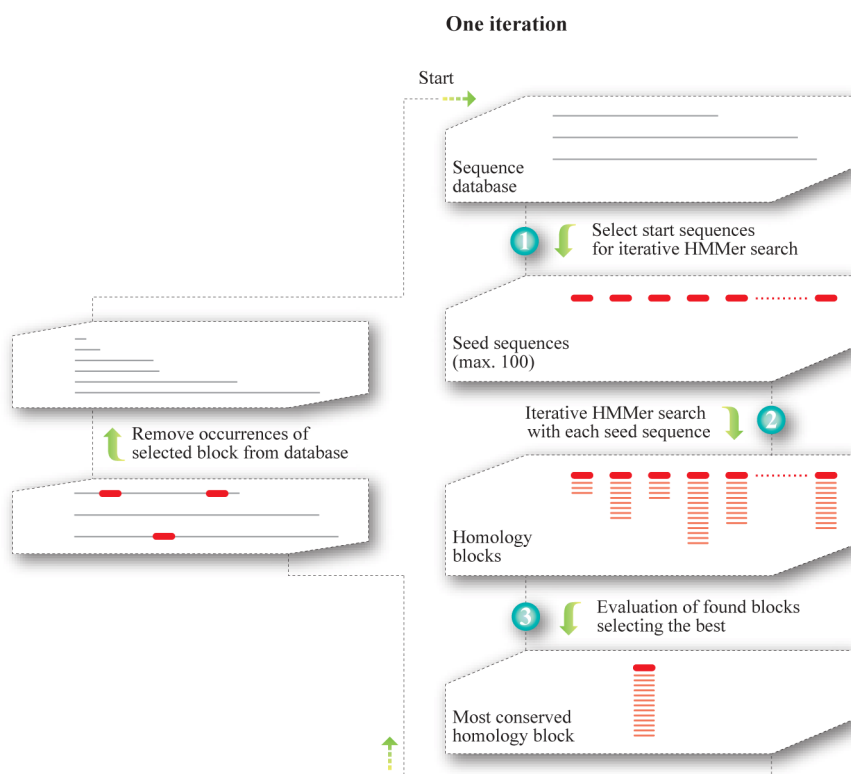 One iteration
Start
Sequence
database
1
Select start sequences
for iterative HMMer search
Seed sequences
(max. 100)
Iterative HMMer search
with each seed sequence
2
Remove occurrences of
selected block from database
Homology
blocks
3
Evaluation of found blocks
selecting the best
Most conserved
homology block